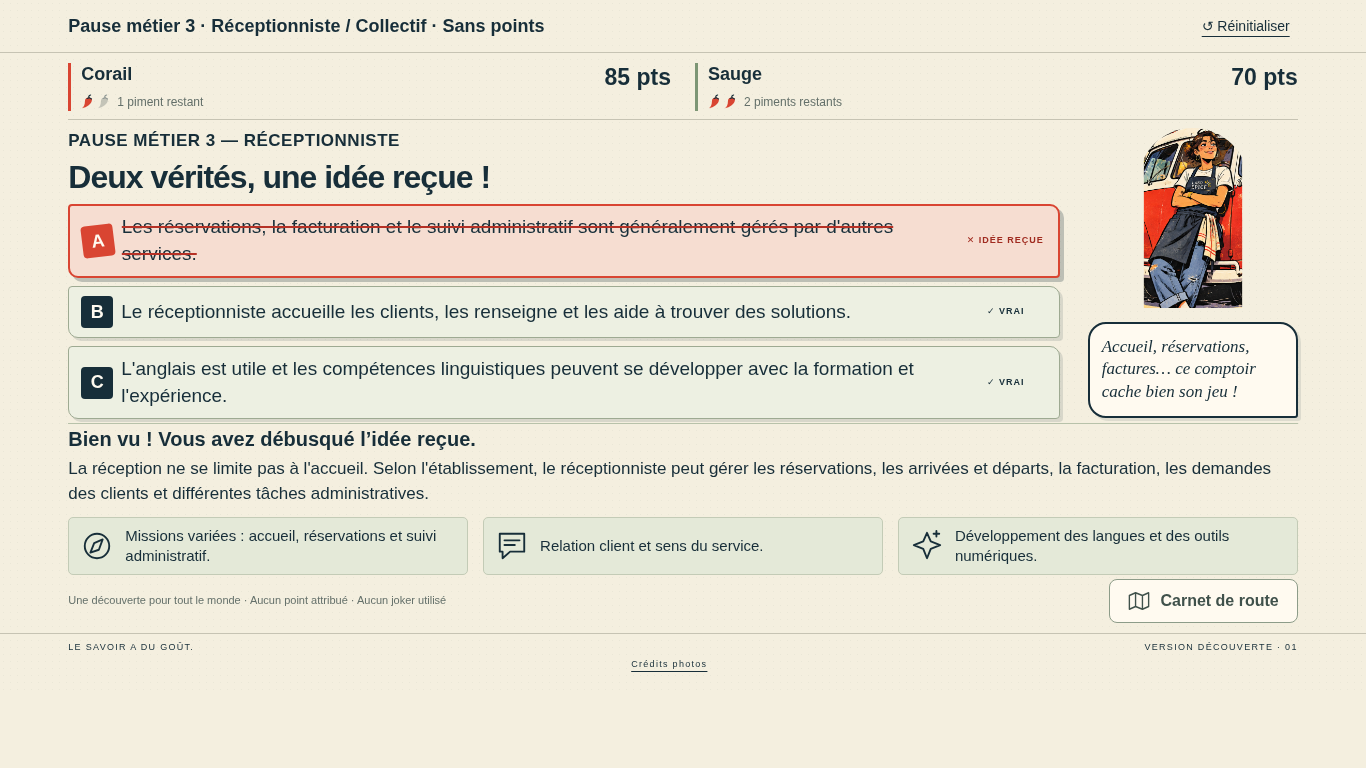 Pause métier 3 · Réceptionniste / Collectif · Sans points
↺ Réinitialiser
Corail
85 pts
1 piment restant
Sauge
70 pts
2 piments restants
PAUSE MÉTIER 3 — RÉCEPTIONNISTE
Deux vérités, une idée reçue !
A
Les réservations, la facturation et le suivi administratif sont généralement gérés par d'autres
services.
✕ IDÉE REÇUE
B
Le réceptionniste accueille les clients, les renseigne et les aide à trouver des solutions.
✓ VRAI
C
L'anglais est utile et les compétences linguistiques peuvent se développer avec la formation et
l'expérience.
✓ VRAI
Accueil, réservations,
factures… ce comptoir
cache bien son jeu !
Bien vu ! Vous avez débusqué l’idée reçue.
La réception ne se limite pas à l'accueil. Selon l'établissement, le réceptionniste peut gérer les réservations, les arrivées et départs, la facturation, les demandes
des clients et différentes tâches administratives.
Missions variées : accueil, réservations et suivi
administratif.
Relation client et sens du service.
Développement des langues et des outils
numériques.
Une découverte pour tout le monde · Aucun point attribué · Aucun joker utilisé
Carnet de route
LE SAVOIR A DU GOÛT.
VERSION DÉCOUVERTE · 01
Crédits photos